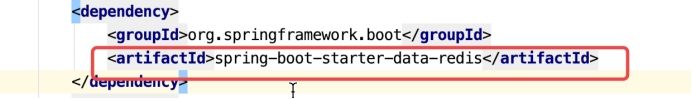 <dependency>
<groupId>org.springframework.boot</groupId>
<artifactId>spring-boot-starter-data-redis</artifactId>
</dependency>